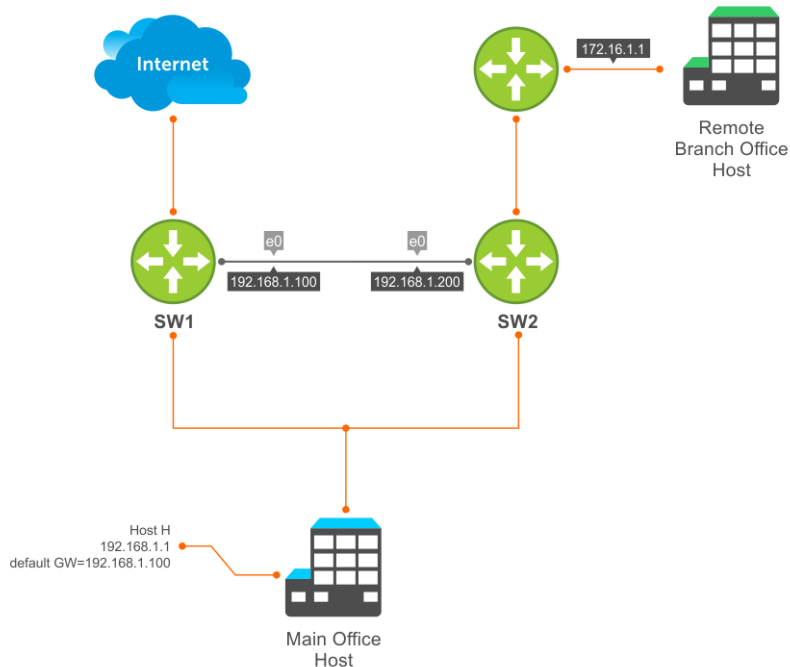 Internet
172.16.1.1
Remote
Branch Office
Host
e0
e0
192.168.1.100
192.168.1.200
SW1
SW2
Host H
192.168.1.1
default GW=192.168.1.100
Main Office
Host